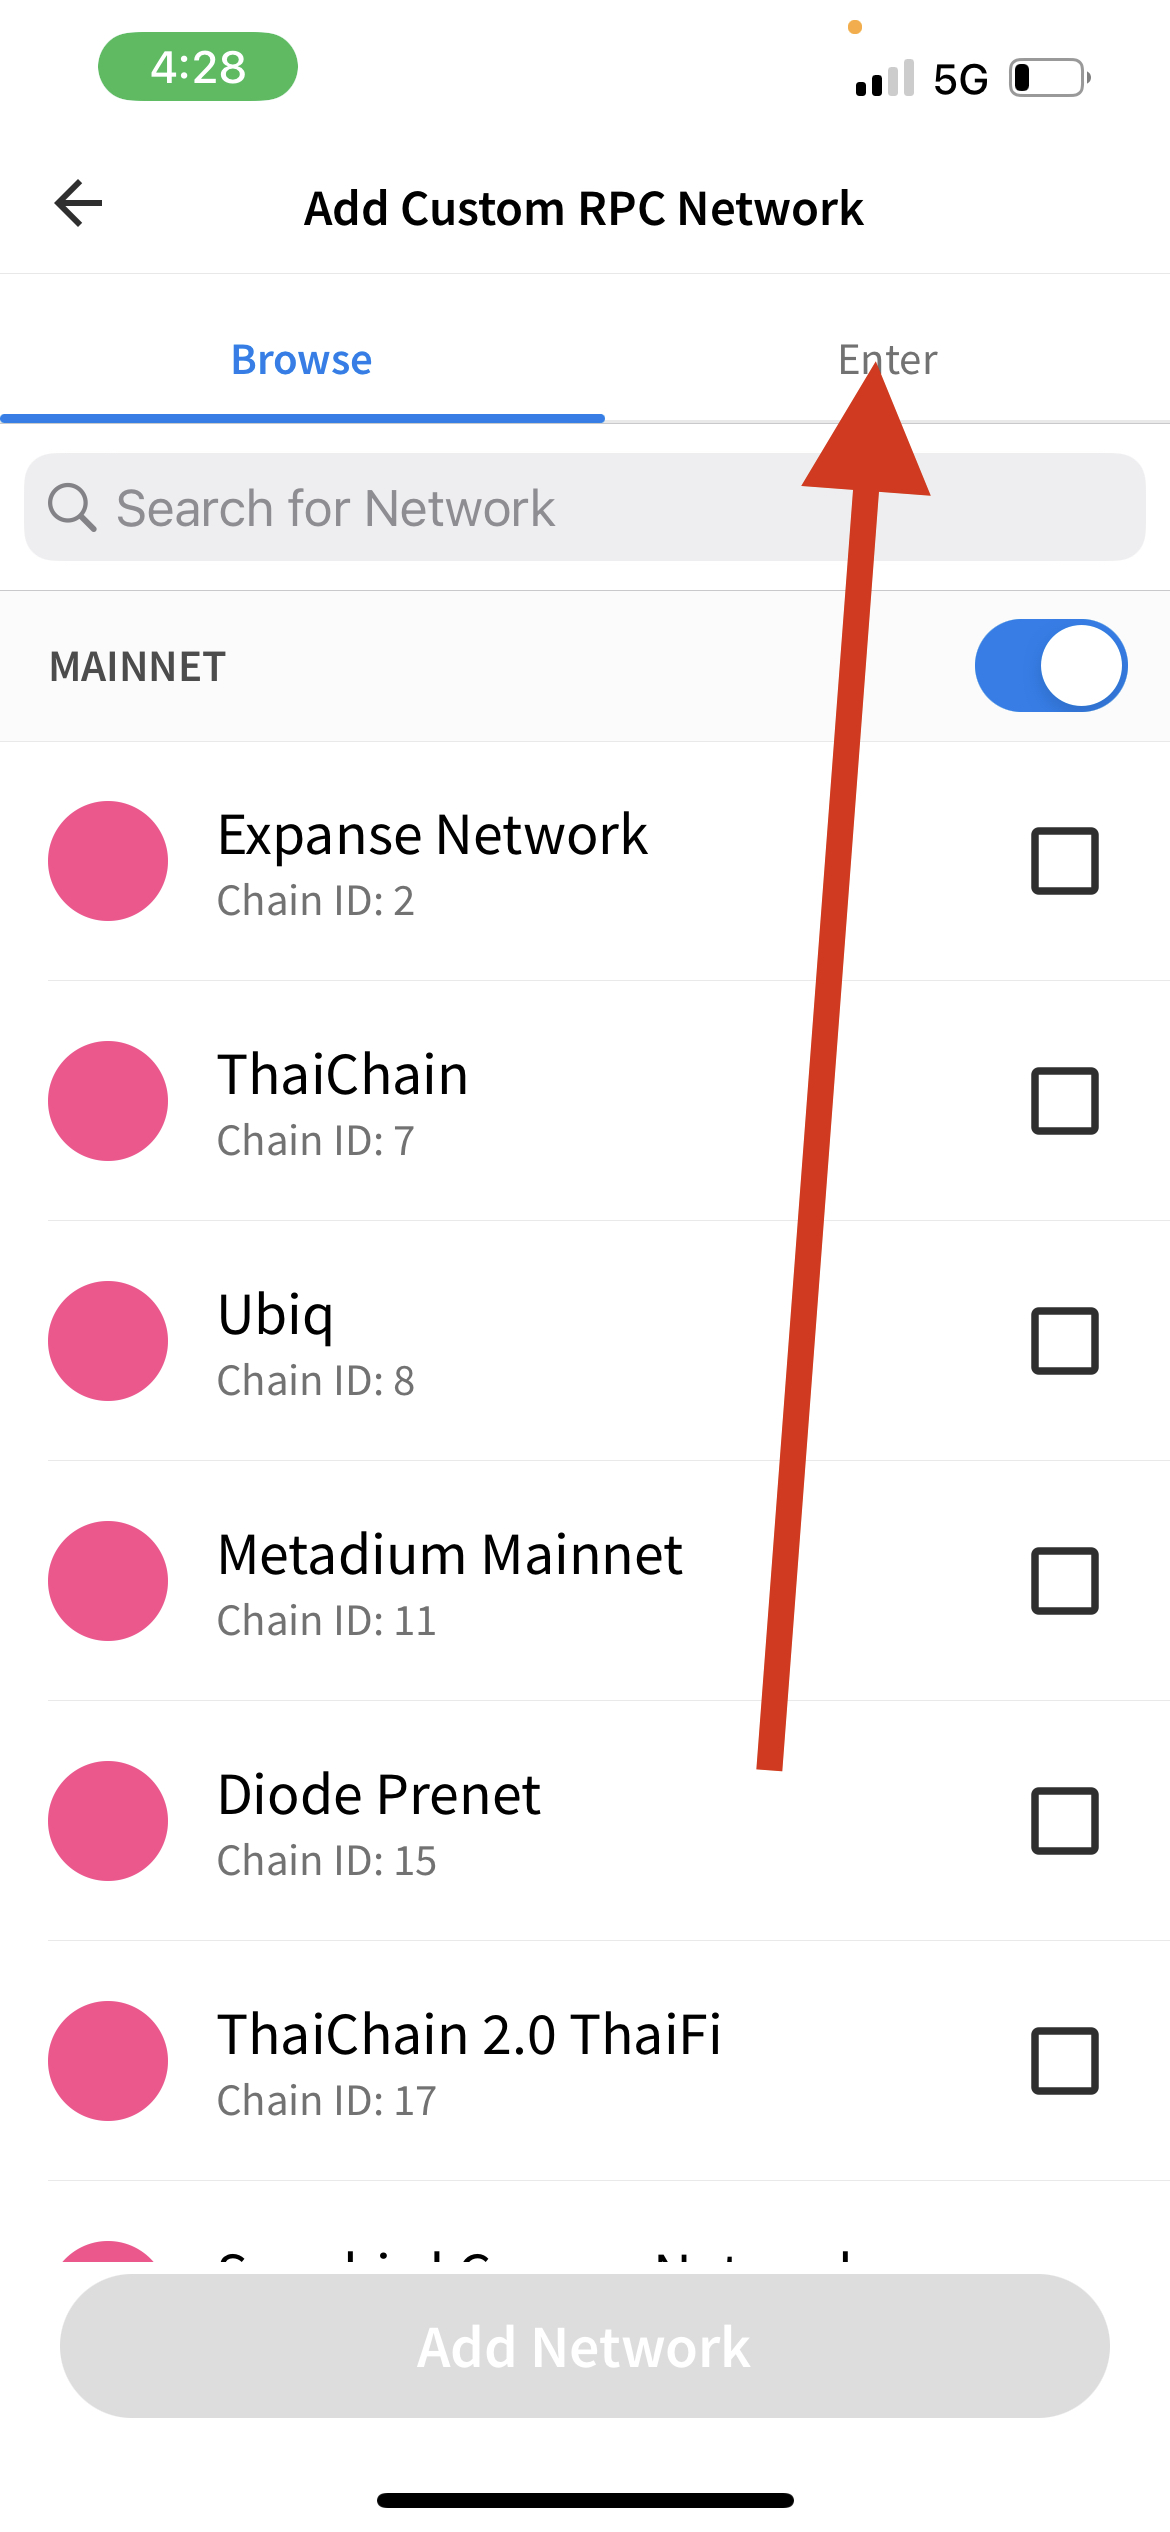 4:28
5G
Add Custom RPC Network
Browse
Enter
Search for Network
MAINNET
Expanse Network
Chain ID: 2
ThaiChain
Chain ID: 7
Ubiq
Chain ID: 8
Metadium Mainnet
Chain ID: 11
Diode Prenet
Chain ID: 15
ThaiChain 2.0 ThaiFi
Chain ID: 17
Add Network